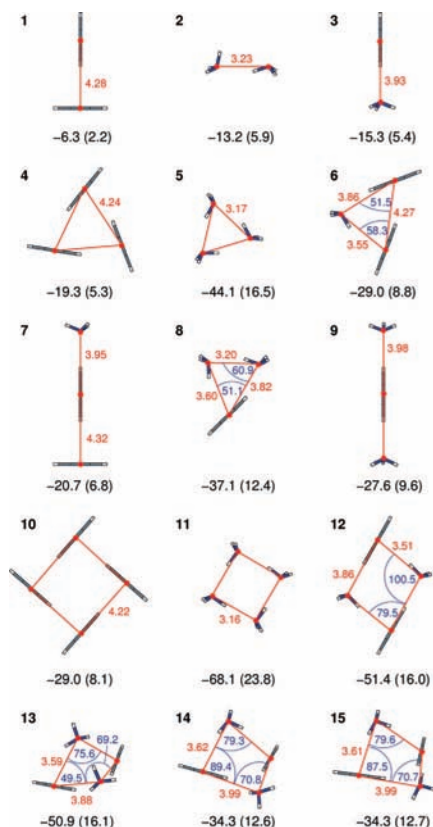 1 2 3
4.28 3.23 3.93
−6.3 (2.2) −13.2 (5.9) −15.3 (5.4)
4 5 6
4.24 3.17 3.86 51.5 4.27 58.3 3.55
−19.3 (5.3) −44.1 (16.5) −29.0 (8.8)
7 8 9
3.95 4.32 3.20 60.9 3.60 51.1 3.82 3.98
−20.7 (6.8) −37.1 (12.4) −27.6 (9.6)
10 11 12
4.22 3.16 3.51 3.86 100.5 79.5
−29.0 (8.1) −68.1 (23.8) −51.4 (16.0)
13 14 15
69.2 3.59 75.6 49.5 3.88 3.62 79.3 89.4 70.8 3.99 79.6 3.61 87.5 70.7 3.99
−50.9 (16.1) −34.3 (12.6) −34.3 (12.7)